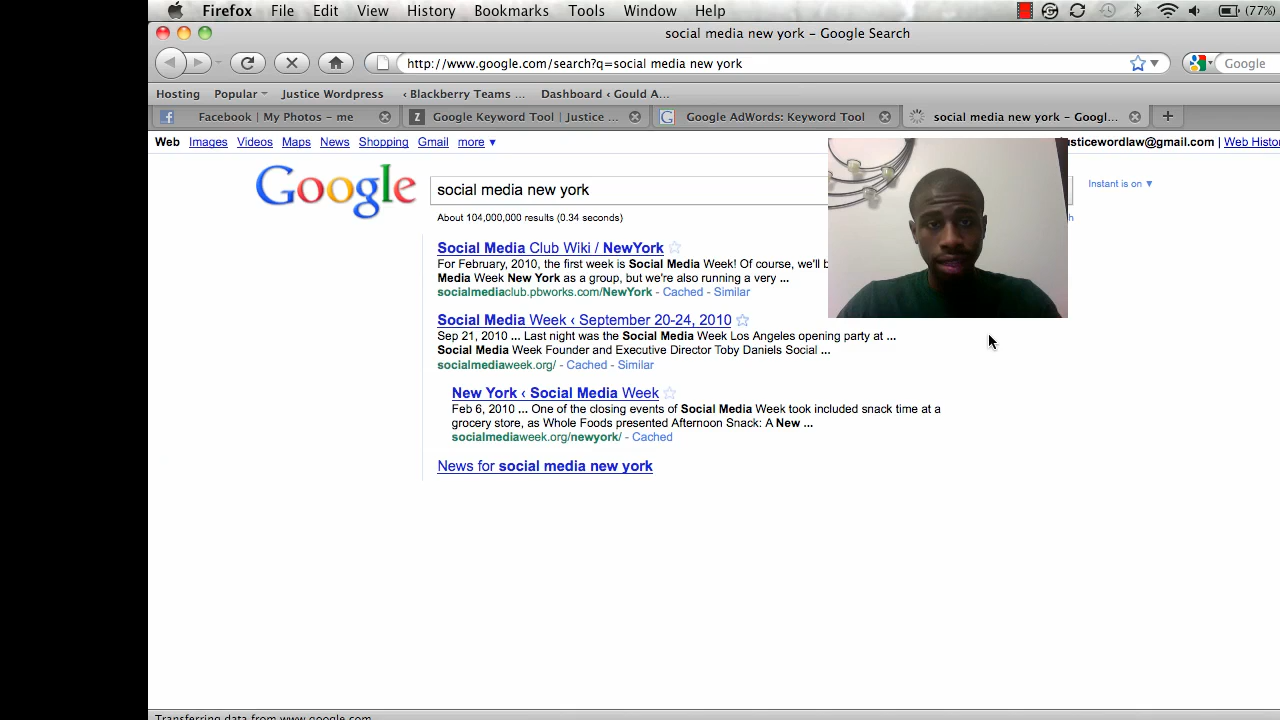 Firefox File Edit View History Bookmarks Tools Window Help (77%)
social media new york – Google Search
http://www.google.com/search?q=social media new york Google
Hosting Popular Justice Wordpress ‹ Blackberry Teams ... Dashboard ‹ Gould A...
Facebook | My Photos – me Google Keyword Tool | Justice ... Google AdWords: Keyword Tool social media new york – Googl...
Web Images Videos Maps News Shopping Gmail more ▼ usticewordlaw@gmail.com | Web Histo
Google social media new york Instant is on ▼
About 104,000,000 results (0.34 seconds)
Social Media Club Wiki / NewYork
For February, 2010, the first week is Social Media Week! Of course, we'll b
Media Week New York as a group, but we're also running a very ...
socialmediaclub.pbworks.com/NewYork - Cached - Similar
Social Media Week ‹ September 20-24, 2010
Sep 21, 2010 ... Last night was the Social Media Week Los Angeles opening party at ...
Social Media Week Founder and Executive Director Toby Daniels Social ...
socialmediaweek.org/ - Cached - Similar
New York ‹ Social Media Week
Feb 6, 2010 ... One of the closing events of Social Media Week took included snack time at a
grocery store, as Whole Foods presented Afternoon Snack: A New ...
socialmediaweek.org/newyork/ - Cached
News for social media new york
Transferring data from www.google.com